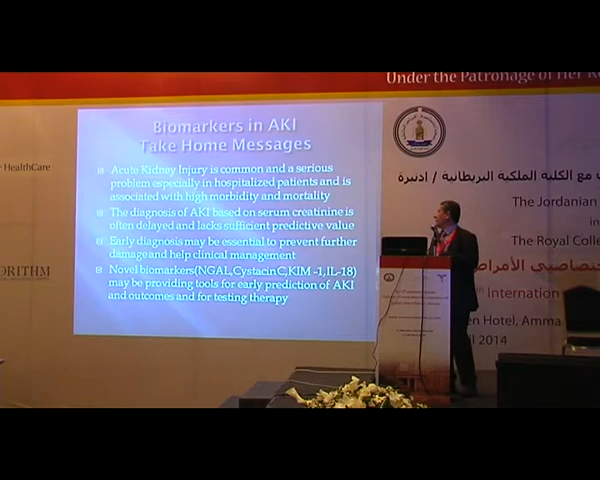 Under the Patronage of Her
HealthCare
Biomarkers in AKI
Take Home Messages
Acute Kidney Injury is common and a serious
problem especially in hospitalized patients and is
associated with high morbidity and mortality
The diagnosis of AKI based on serum creatinine is
often delayed and lacks sufficient predictive value
Early diagnosis may be essential to prevent further
damage and help clinical management
Novel biomarkers(NGAL,Cystacin C,KIM -1,IL-18)
may be providing tools for early prediction of AKI
and outcomes and for testing therapy
ORITHM
مع الكلية الملكية البريطانية / ادنبرة
The Jordanian
in
The Royal Colle
ختصاصيي الأمراض
International
en Hotel, Amma
2014